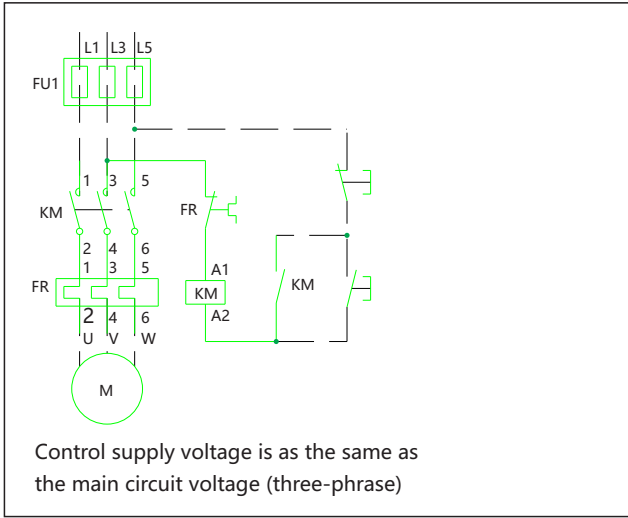 L1 L3 L5
FU1
1 3 5
KM
FR
2 4 6
1 3 5
FR
A1
KM
KM
A2
2 4 6
U V W
M
Control supply voltage is as the same as
the main circuit voltage (three-phrase)